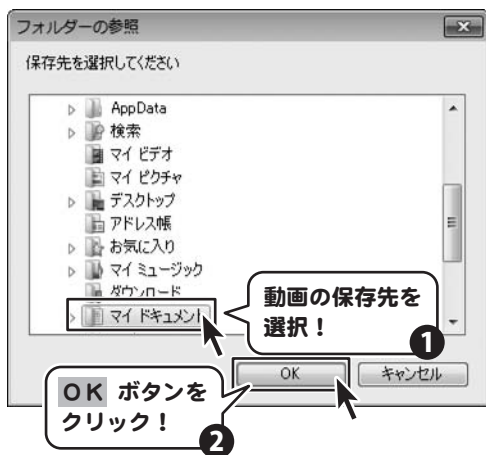 フォルダーの参照
保存先を選択してください
AppData
検索
マイ ビデオ
マイ ピクチャ
デスクトップ
アドレス帳
お気に入り
マイ ミュージック
ダウンロード
マイ ドキュメント
動画の保存先を
選択！
1
OK
キャンセル
OK ボタンを
クリック！
2